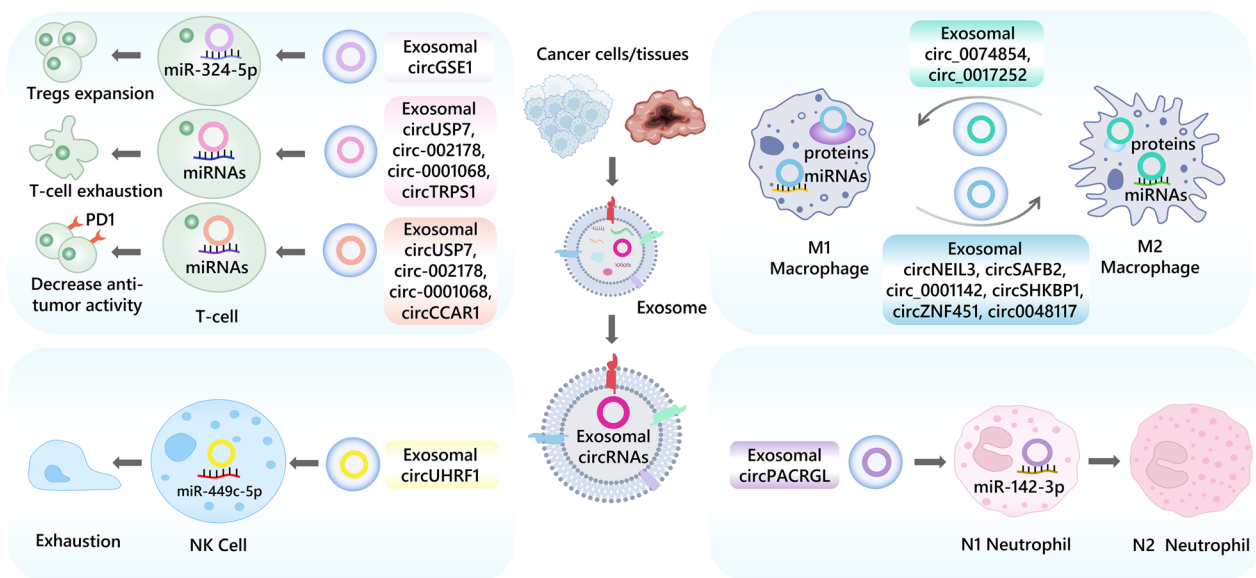 Exosomal
circGSE1
miR-324-5p
Tregs expansion
Exosomal
circUSP7,
circ-002178,
circ-0001068,
circTRPS1
miRNAs
T-cell exhaustion
PD1
Exosomal
circUSP7,
circ-002178,
circ-0001068,
circCCAR1
miRNAs
Decrease anti-
tumor activity
T-cell
Cancer cells/tissues
Exosome
Exosomal
circRNAs
Exosomal
circ_0074854,
circ_0017252
proteins
miRNAs
M1
Macrophage
proteins
miRNAs
M2
Macrophage
Exosomal
circNEIL3, circSAFB2,
circ_0001142, circSHKBP1,
circZNF451, circ0048117
Exosomal
circUHRF1
miR-449c-5p
Exhaustion
NK Cell
Exosomal
circPACRGL
miR-142-3p
N1 Neutrophil
N2 Neutrophil